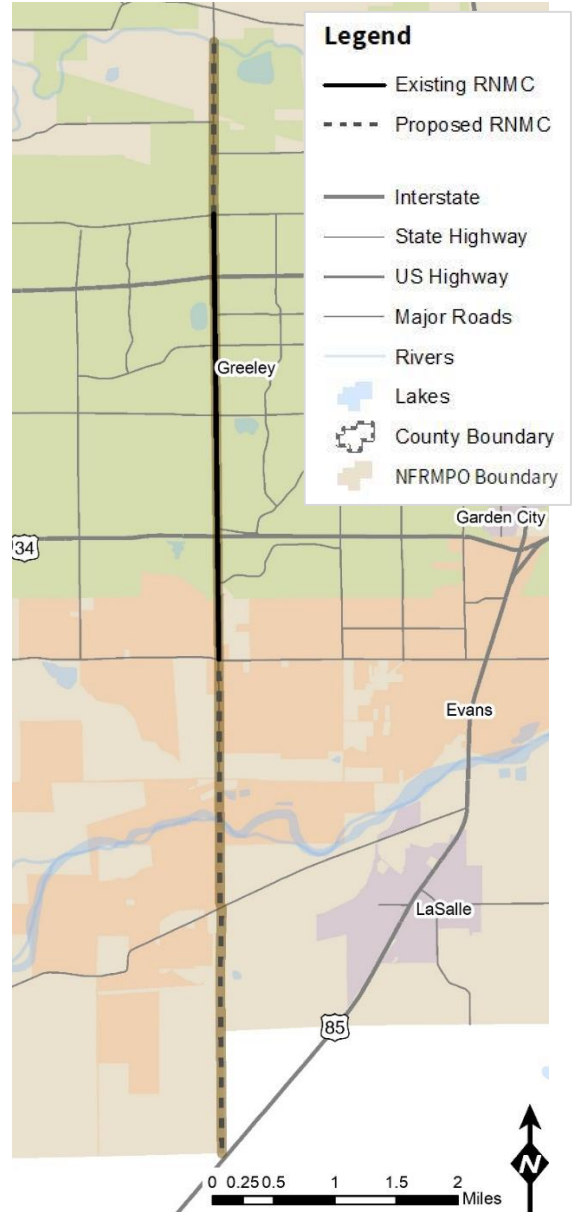 Legend
Existing RNMC
Proposed RNMC
Interstate
State Highway
US Highway
Major Roads
Rivers
Lakes
County Boundary
NFRMPO Boundary
Greeley
Garden City
34
Evans
LaSalle
85
N
0 0.25 0.5 1 1.5 2
Miles